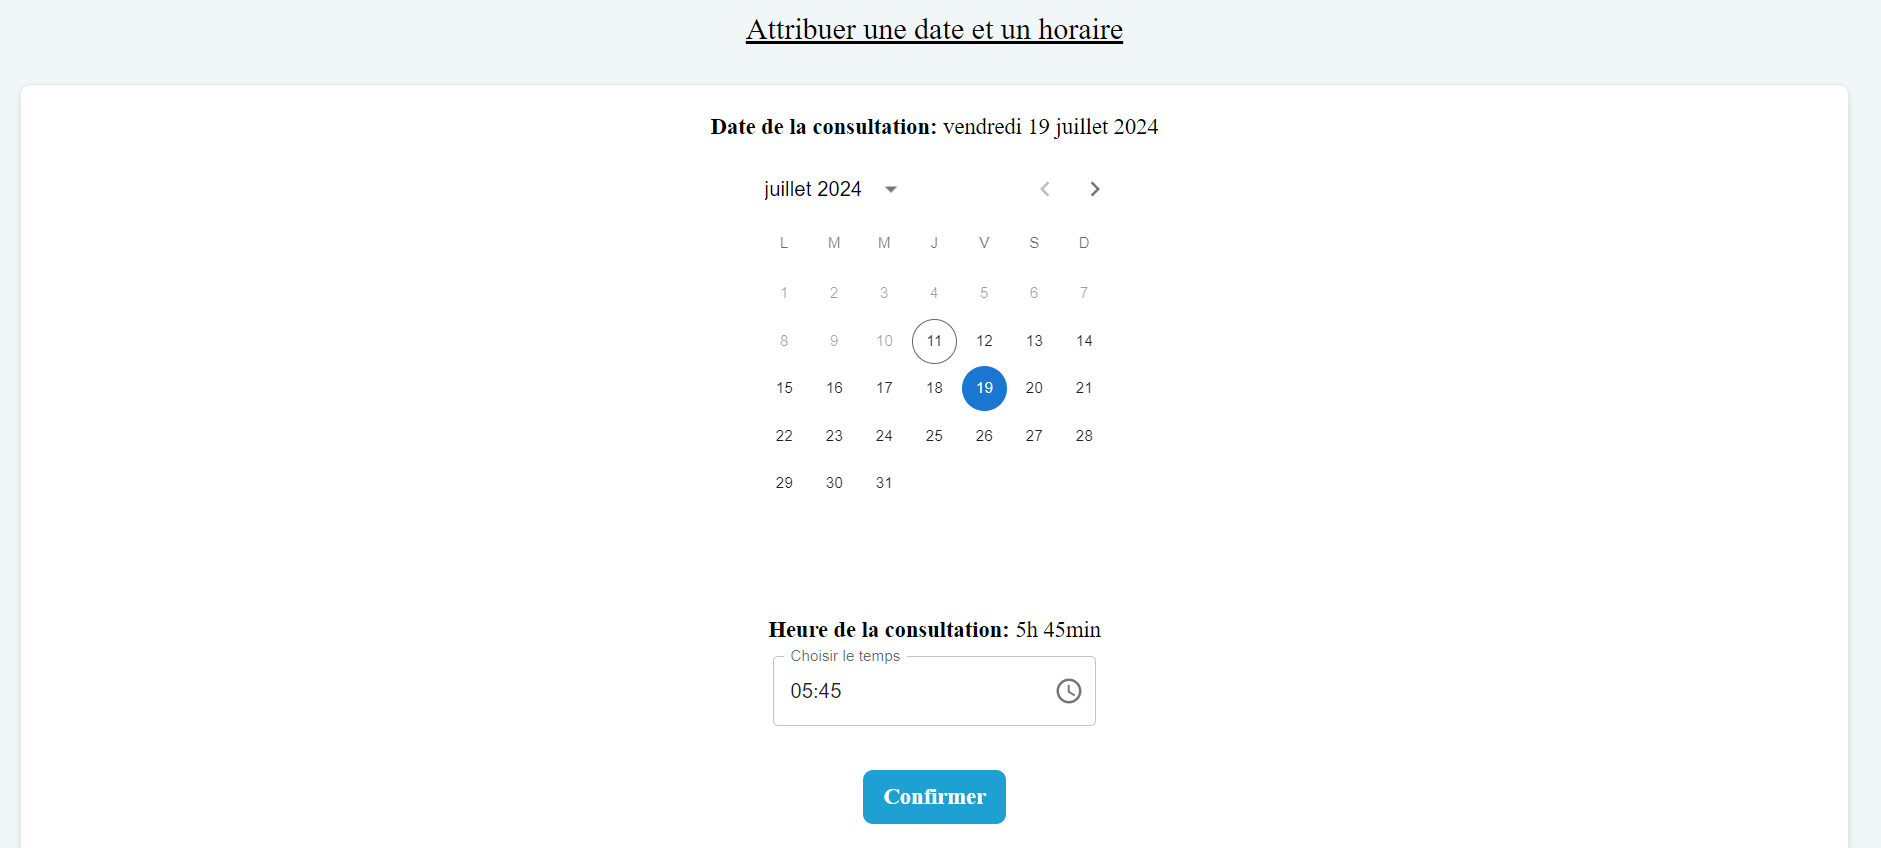 Attribuer une date et un horaire
Date de la consultation: vendredi 19 juillet 2024
juillet 2024
L M M J V S D
1 2 3 4 5 6 7
8 9 10 11 12 13 14
15 16 17 18 19 20 21
22 23 24 25 26 27 28
29 30 31
Heure de la consultation: 5h 45min
Choisir le temps
05:45
Confirmer